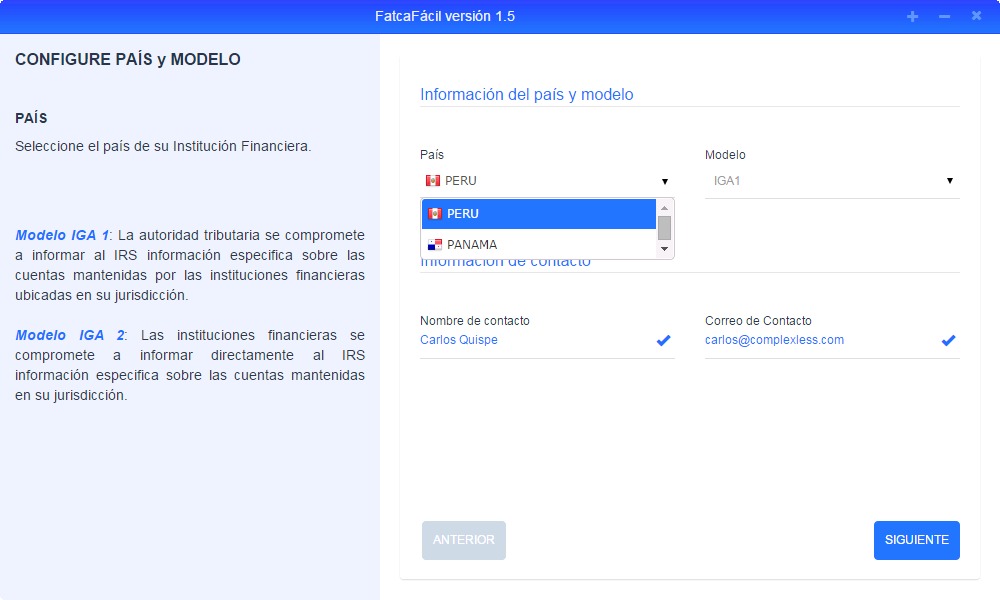 FatcaFácil versión 1.5
CONFIGURE PAÍS y MODELO
PAÍS
Seleccione el país de su Institución Financiera.
Modelo IGA 1: La autoridad tributaria se compromete
a informar al IRS información especifica sobre las
cuentas mantenidas por las instituciones financieras
ubicadas en su jurisdicción.
Modelo IGA 2: Las instituciones financieras se
compromete a informar directamente al IRS
información especifica sobre las cuentas mantenidas
en su jurisdicción.
Información del país y modelo
País
PERU
PERU
PANAMA
Modelo
IGA1
Información de contacto
Nombre de contacto
Carlos Quispe
Correo de Contacto
carlos@complexless.com
ANTERIOR
SIGUIENTE